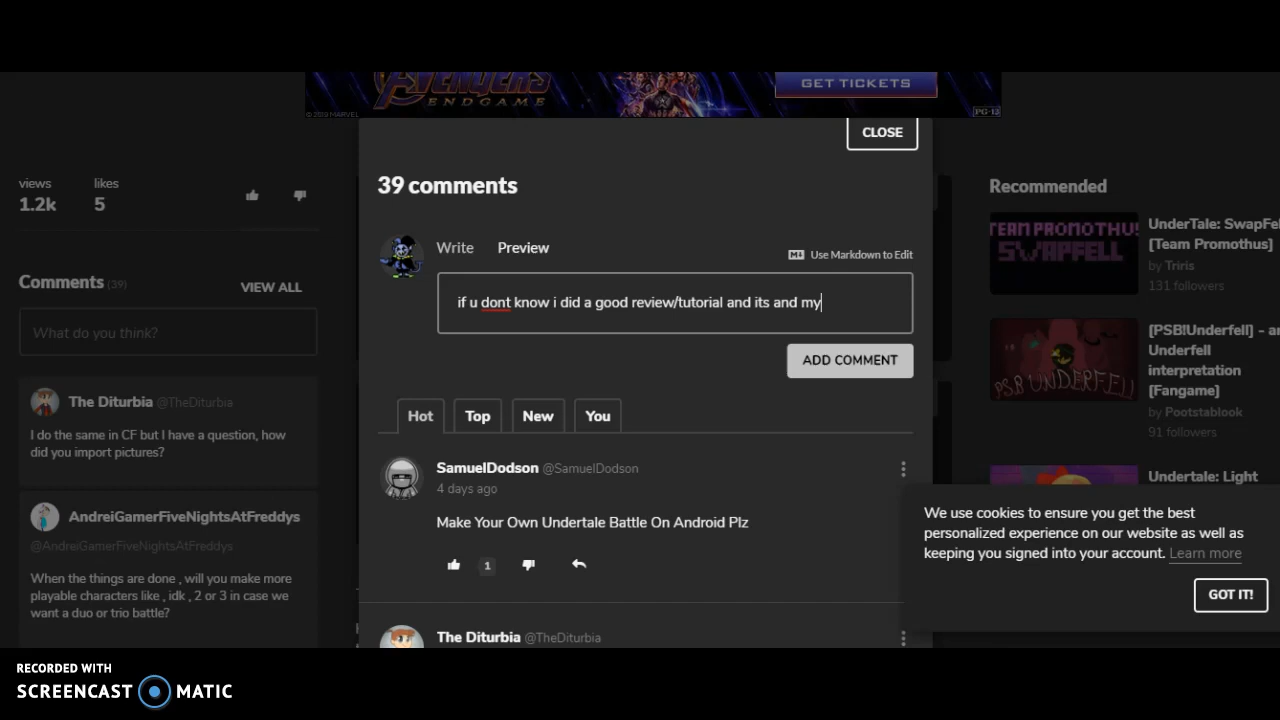 AVENGERS
ENDGAME
GET TICKETS
© 2019 MARVEL
PG-13
CLOSE
views
likes
1.2k
5
39 comments
Recommended
Write
Preview
Use Markdown to Edit
if u dont know i did a good review/tutorial and its and my
ADD COMMENT
Comments (39)
VIEW ALL
What do you think?
The Diturbia @TheDiturbia
I do the same in CF but I have a question, how
did you import pictures?
AndreiGamerFiveNightsAtFreddys
@AndreiGamerFiveNightsAtFreddys
When the things are done , will you make more
playable characters like , idk , 2 or 3 in case we
want a duo or trio battle?
Hot
Top
New
You
SamuelDodson @SamuelDodson
4 days ago
Make Your Own Undertale Battle On Android Plz
1
The Diturbia @TheDiturbia
TEAM PROMOTHUS
SWAPFELL
UnderTale: SwapFe
[Team Promothus]
by Triris
131 followers
PSB UNDERFELL
[PSB!Underfell] - a
Underfell
interpretation
[Fangame]
by Pootstablook
91 followers
Undertale: Light
We use cookies to ensure you get the best
personalized experience on our website as well as
keeping you signed into your account. Learn more
GOT IT!
RECORDED WITH
SCREENCAST MATIC